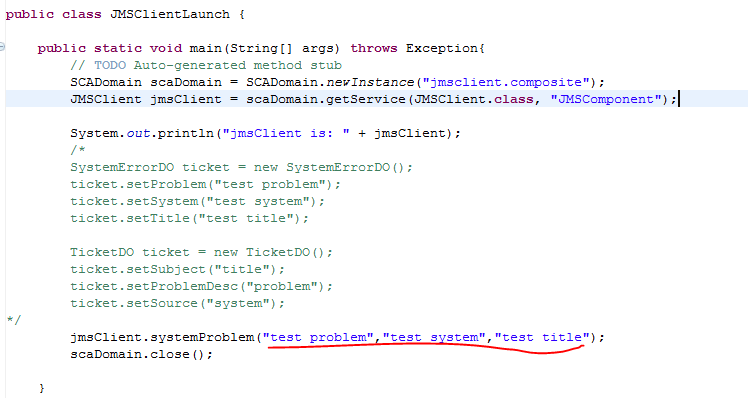 public class JMSClientLaunch {
public static void main(String[] args) throws Exception{
// TODO Auto-generated method stub
SCADomain scaDomain = SCADomain.newInstance("jmsclient.composite");
JMSClient jmsClient = scaDomain.getService(JMSClient.class, "JMSComponent");
System.out.println("jmsClient is: " + jmsClient);
/*
SystemErrorDO ticket = new SystemErrorDO();
ticket.setProblem("test problem");
ticket.setSystem("test system");
ticket.setTitle("test title");
TicketDO ticket = new TicketDO();
ticket.setSubject("title");
ticket.setProblemDesc("problem");
ticket.setSource("system");
*/
jmsClient.systemProblem("test problem","test system","test title");
scaDomain.close();
}